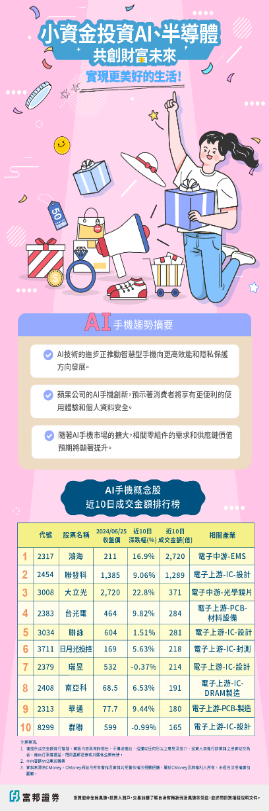 小資金投資AI、半導體
共創財富未來
實現更美好的生活!
50
AI手機趨勢摘要
AI技術的進步正推動智慧型手機向更高效能和隱私保護
方向發展。
蘋果公司的AI手機創新,預示著消費者將享有更便利的使
用體驗和個人資料安全。
隨著AI手機市場的擴大,相關零組件的需求和供應鏈價值
預期將顯著提升。
AI手機概念股
近10日成交金額排行榜
代號 股票名稱 2024/06/25收盤價 近10日漲跌幅(%) 近10日成交金額(億) 相關產業
1 2317 鴻海 211 16.9% 2,720 電子中游-EMS
2 2454 聯發科 1,385 9.06% 1,289 電子上游-IC-設計
3 3008 大立光 2,720 22.8% 371 電子中游-光學鏡片
4 2383 台光電 464 9.82% 284 電子上游-PCB-材料設備
5 3034 聯詠 604 1.51% 281 電子上游-IC-設計
6 3711 日月光投控 169 5.63% 218 電子上游-IC-封測
7 2379 瑞昱 532 -0.37% 214 電子上游-IC-設計
8 2408 南亞科 68.5 6.53% 191 電子上游-IC-DRAM製造
9 2313 華通 77.7 9.44% 180 電子上游-PCB-製造
10 8299 群聯 599 -0.99% 165 電子上游-IC-設計
富邦證券